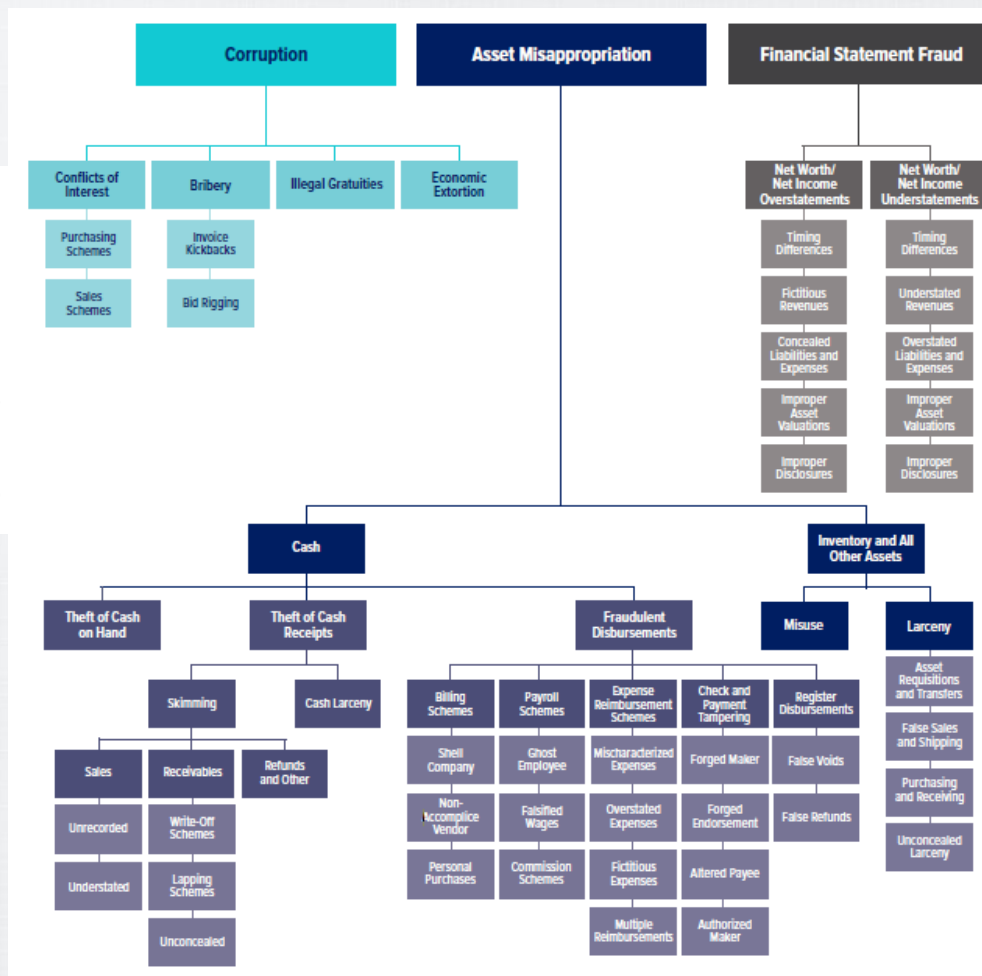 Corruption
Asset Misappropriation
Financial Statement Fraud
Conflicts of
Interest
Bribery
Illegal Gratuities
Economic
Extortion
Net Worth/
Net Income
Overstatements
Net Worth/
Net Income
Understatements
Purchasing
Schemes
Invoice
Kickbacks
Timing
Differences
Timing
Differences
Sales
Schemes
Bid Rigging
Fictitious
Revenues
Understated
Revenues
Concealed
Liabilities and
Expenses
Overstated
Liabilities and
Expenses
Improper
Asset
Valuations
Improper
Asset
Valuations
Improper
Disclosures
Improper
Disclosures
Cash
Inventory and All
Other Assets
Theft of Cash
on Hand
Theft of Cash
Receipts
Fraudulent
Disbursements
Misuse
Larceny
Skimming
Cash Larceny
Billing
Schemes
Payroll
Schemes
Expense
Reimbursement
Schemes
Check and
Payment
Tampering
Register
Disbursements
Asset
Requisitions
and Transfers
Sales
Receivables
Refunds
and Other
Shell
Company
Ghost
Employee
Mischaracterized
Expenses
Forged Maker
False Voids
False Sales
and Shipping
Unrecorded
Write-Off
Schemes
Non-
Accomplice
Vendor
Falsified
Wages
Overstated
Expenses
Forged
Endorsement
False Refunds
Purchasing
and Receiving
Understated
Lapping
Schemes
Personal
Purchases
Commission
Schemes
Fictitious
Expenses
Altered Payee
Unconcealed
Larceny
Unconcealed
Multiple
Reimbursements
Authorized
Maker